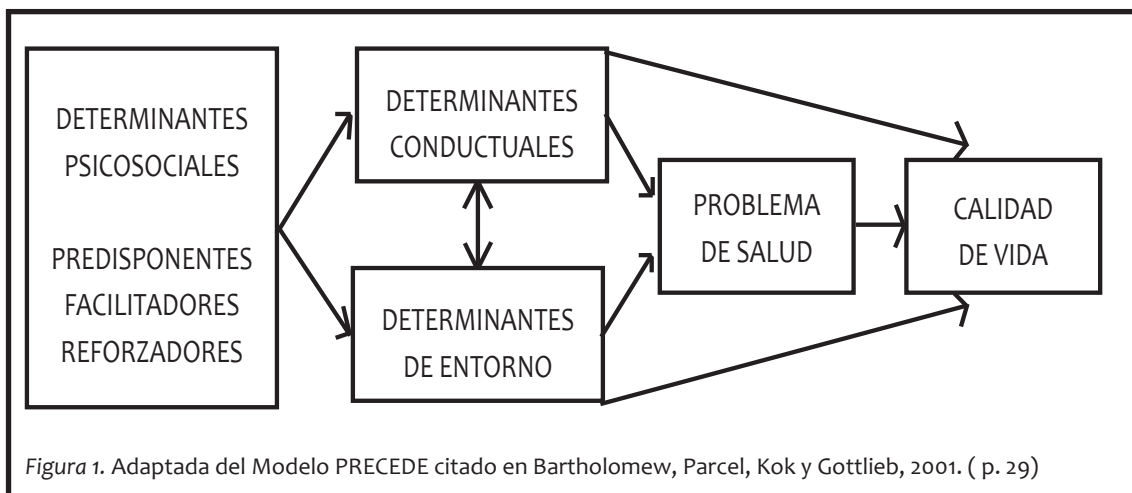 DETERMINANTES
PSICOSOCIALES
PREDISPONENTES
FACILITADORES
REFORZADORES
DETERMINANTES
CONDUCTUALES
DETERMINANTES
DE ENTORNO
PROBLEMA
DE SALUD
CALIDAD
DE VIDA
Figura 1. Adaptada del Modelo PRECEDE citado en Bartholomew, Parcel, Kok y Gottlieb, 2001. ( p. 29)